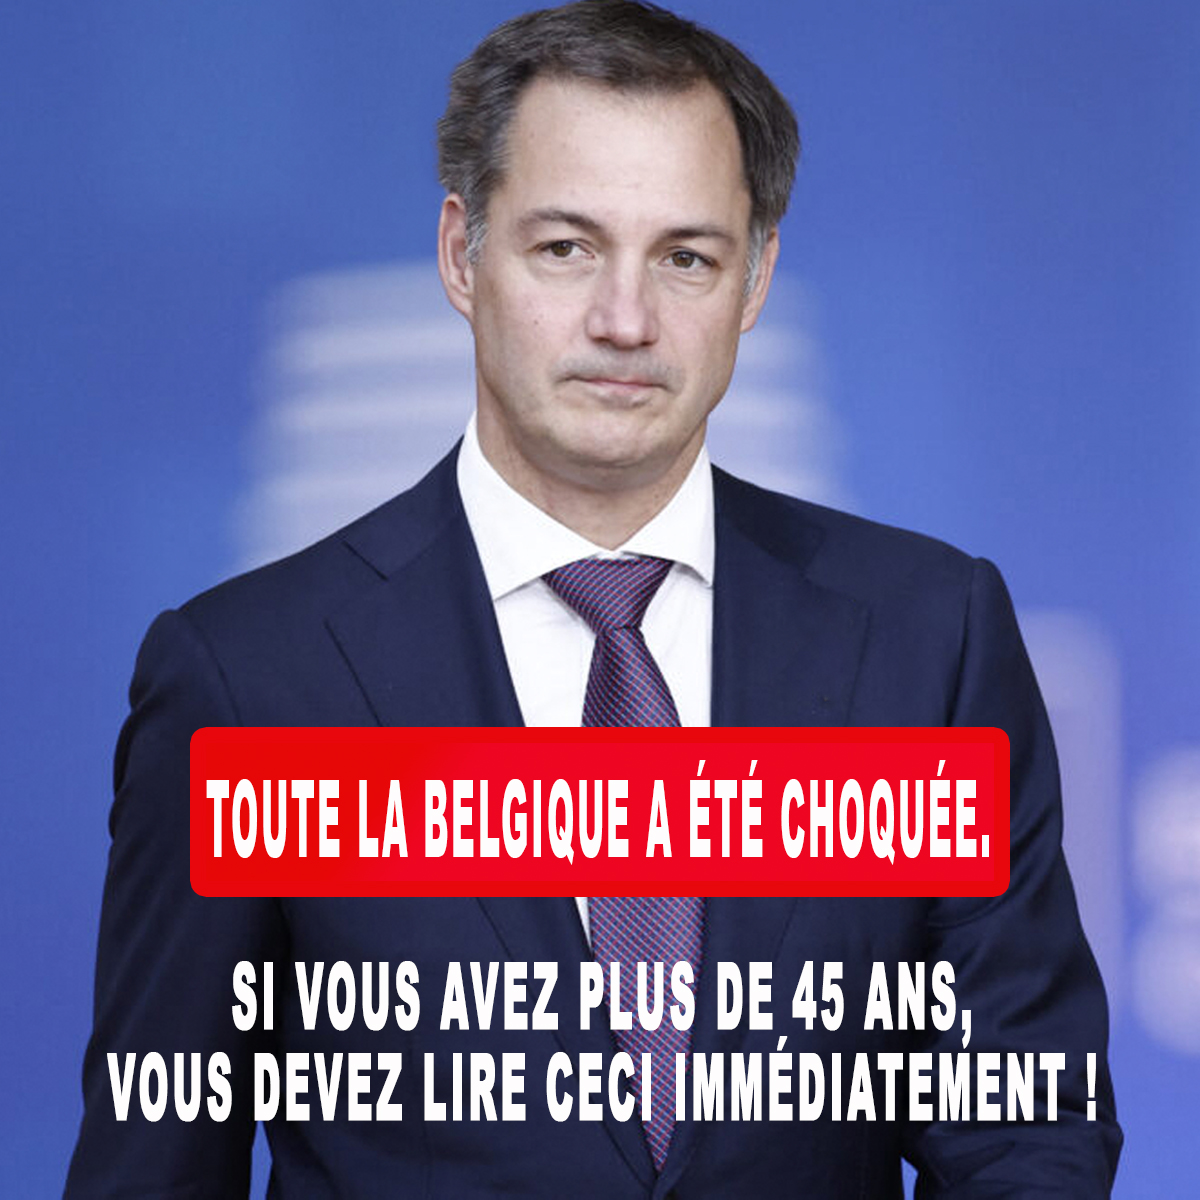 TOUTE LA BELGIQUE A ÉTÉ CHOQUÉE.
SI VOUS AVEZ PLUS DE 45 ANS,
VOUS DEVEZ LIRE CECI IMMÉDIATEMENT !